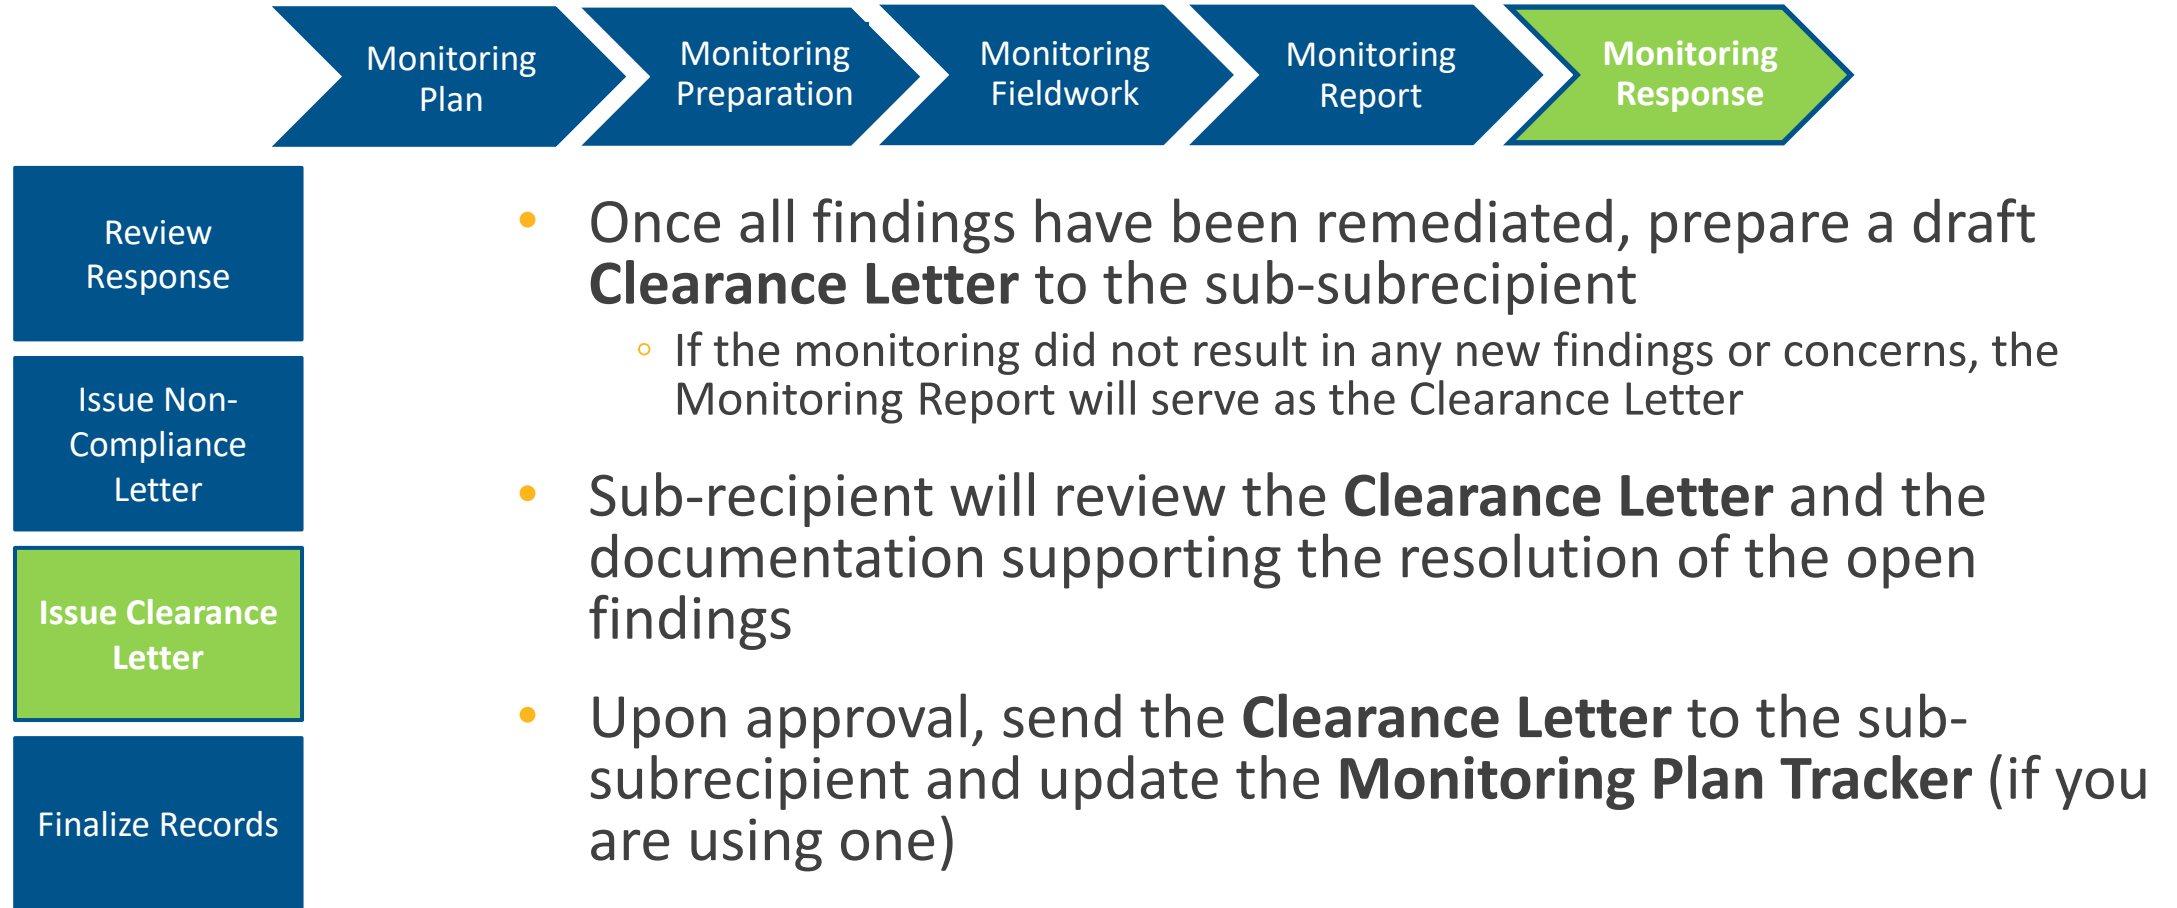 Monitoring
Plan
Monitoring
Preparation
Monitoring
Fieldwork
Monitoring
Report
Monitoring
Response
Review
Response
Issue Non-
Compliance
Letter
Issue Clearance
Letter
Finalize Records
• Once all findings have been remediated, prepare a draft
Clearance Letter to the sub-subrecipient
◦ If the monitoring did not result in any new findings or concerns, the
Monitoring Report will serve as the Clearance Letter
• Sub-recipient will review the Clearance Letter and the
documentation supporting the resolution of the open
findings
• Upon approval, send the Clearance Letter to the sub-
subrecipient and update the Monitoring Plan Tracker (if you
are using one)